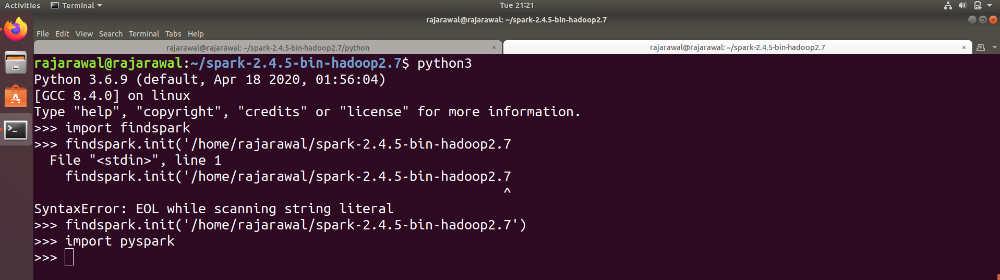 Activities Terminal Tue 21:21
rajarawal@rajarawal: ~/spark-2.4.5-bin-hadoop2.7
File Edit View Search Terminal Tabs Help
rajarawal@rajarawal: ~/spark-2.4.5-bin-hadoop2.7/python × rajarawal@rajarawal: ~/spark-2.4.5-bin-hadoop2.7 ×
rajarawal@rajarawal:~/spark-2.4.5-bin-hadoop2.7$ python3
Python 3.6.9 (default, Apr 18 2020, 01:56:04)
[GCC 8.4.0] on linux
Type "help", "copyright", "credits" or "license" for more information.
>>> import findspark
>>> findspark.init('/home/rajarawal/spark-2.4.5-bin-hadoop2.7
  File "<stdin>", line 1
    findspark.init('/home/rajarawal/spark-2.4.5-bin-hadoop2.7
                                                            ^
SyntaxError: EOL while scanning string literal
>>> findspark.init('/home/rajarawal/spark-2.4.5-bin-hadoop2.7')
>>> import pyspark
>>>